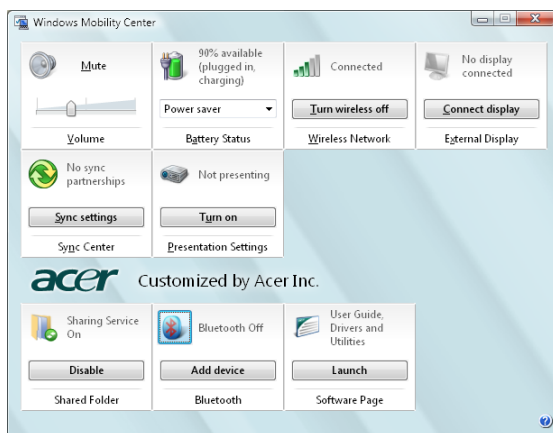 Windows Mobility Center
Mute
Volume
90% available
(plugged in,
charging)
Power saver
Battery Status
Connected
Turn wireless off
Wireless Network
No display
connected
Connect display
External Display
No sync
partnerships
Sync settings
Sync Center
Not presenting
Turn on
Presentation Settings
acer Customized by Acer Inc.
Sharing Service
On
Disable
Shared Folder
Bluetooth Off
Add device
Bluetooth
User Guide,
Drivers and
Utilities
Launch
Software Page